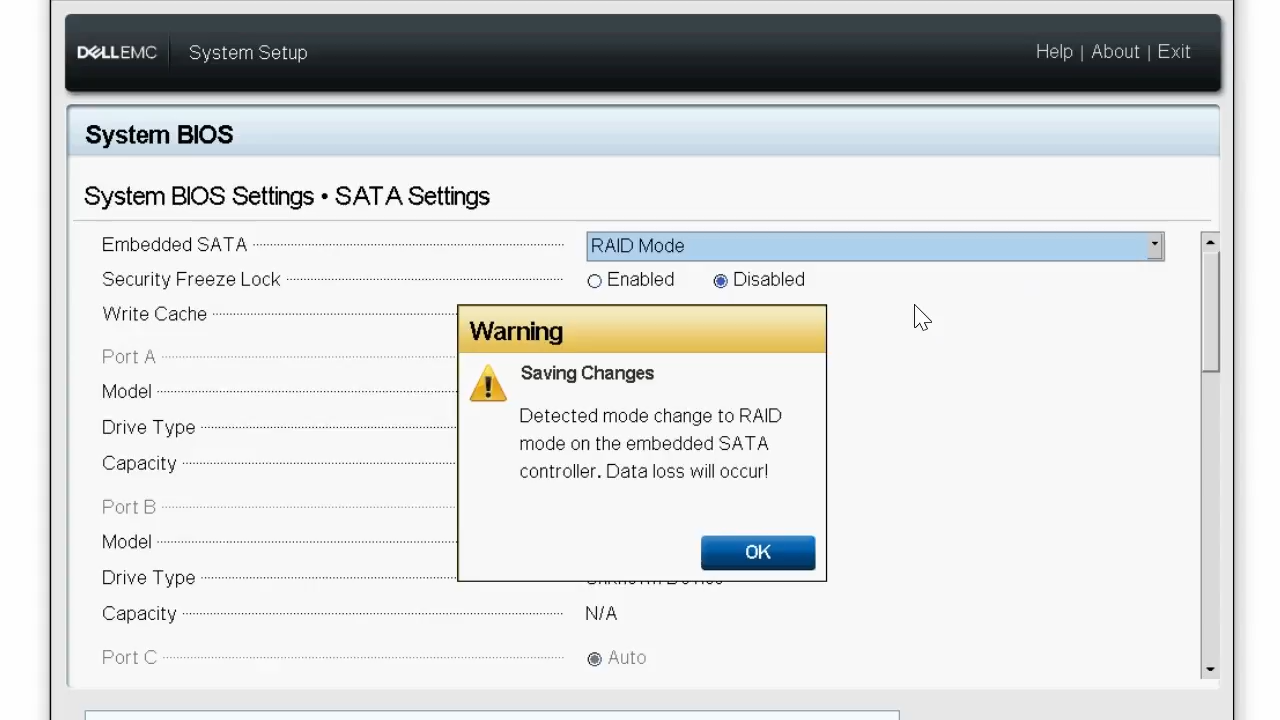 DELLEMC System Setup Help | About | Exit
System BIOS
System BIOS Settings • SATA Settings
Embedded SATA RAID Mode
Security Freeze Lock Enabled Disabled
Write Cache
Port A
Model
Drive Type
Capacity
Port B
Model
Drive Type
Capacity N/A
Port C Auto
Warning
Saving Changes
Detected mode change to RAID
mode on the embedded SATA
controller. Data loss will occur!
OK